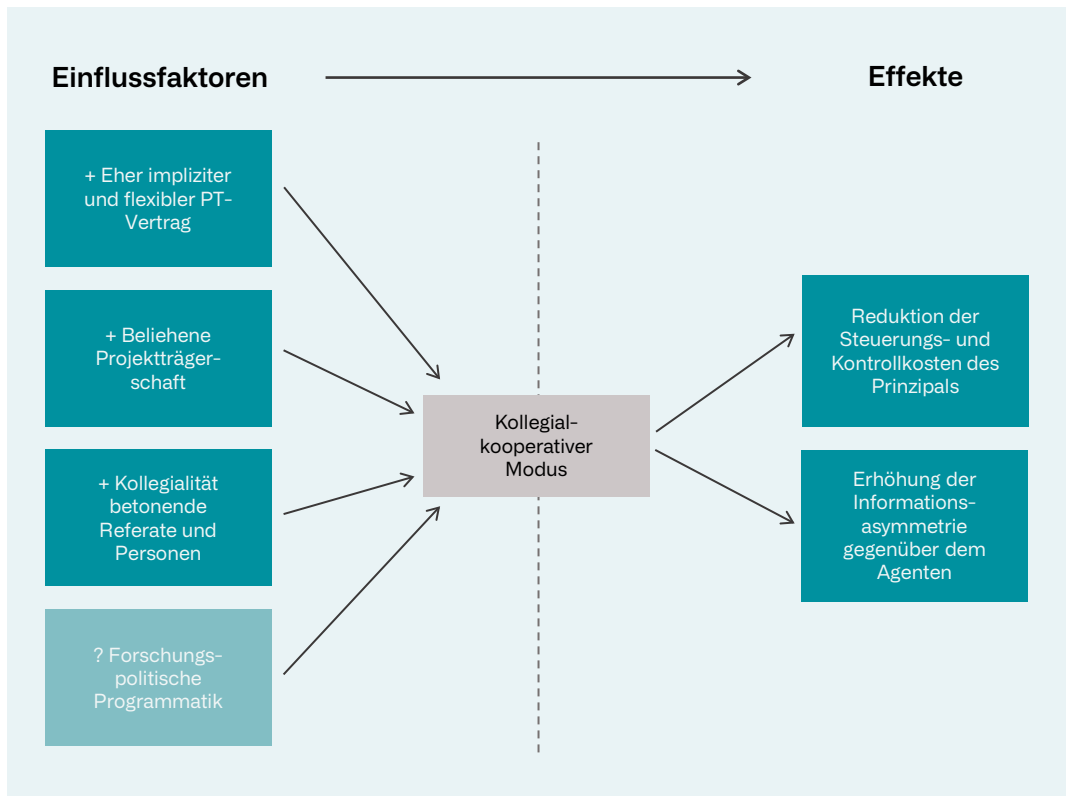 Einflussfaktoren
Effekte
+ Eher impliziter
und flexibler PT-
Vertrag
+ Beliehene
Projektträger-
schaft
+ Kollegialität
betonende
Referate und
Personen
? Forschungs-
politische
Programmatik
Kollegial-
kooperativer
Modus
Reduktion der
Steuerungs- und
Kontrollkosten des
Prinzipals
Erhöhung der
Informations-
asymmetrie
gegenüber dem
Agenten